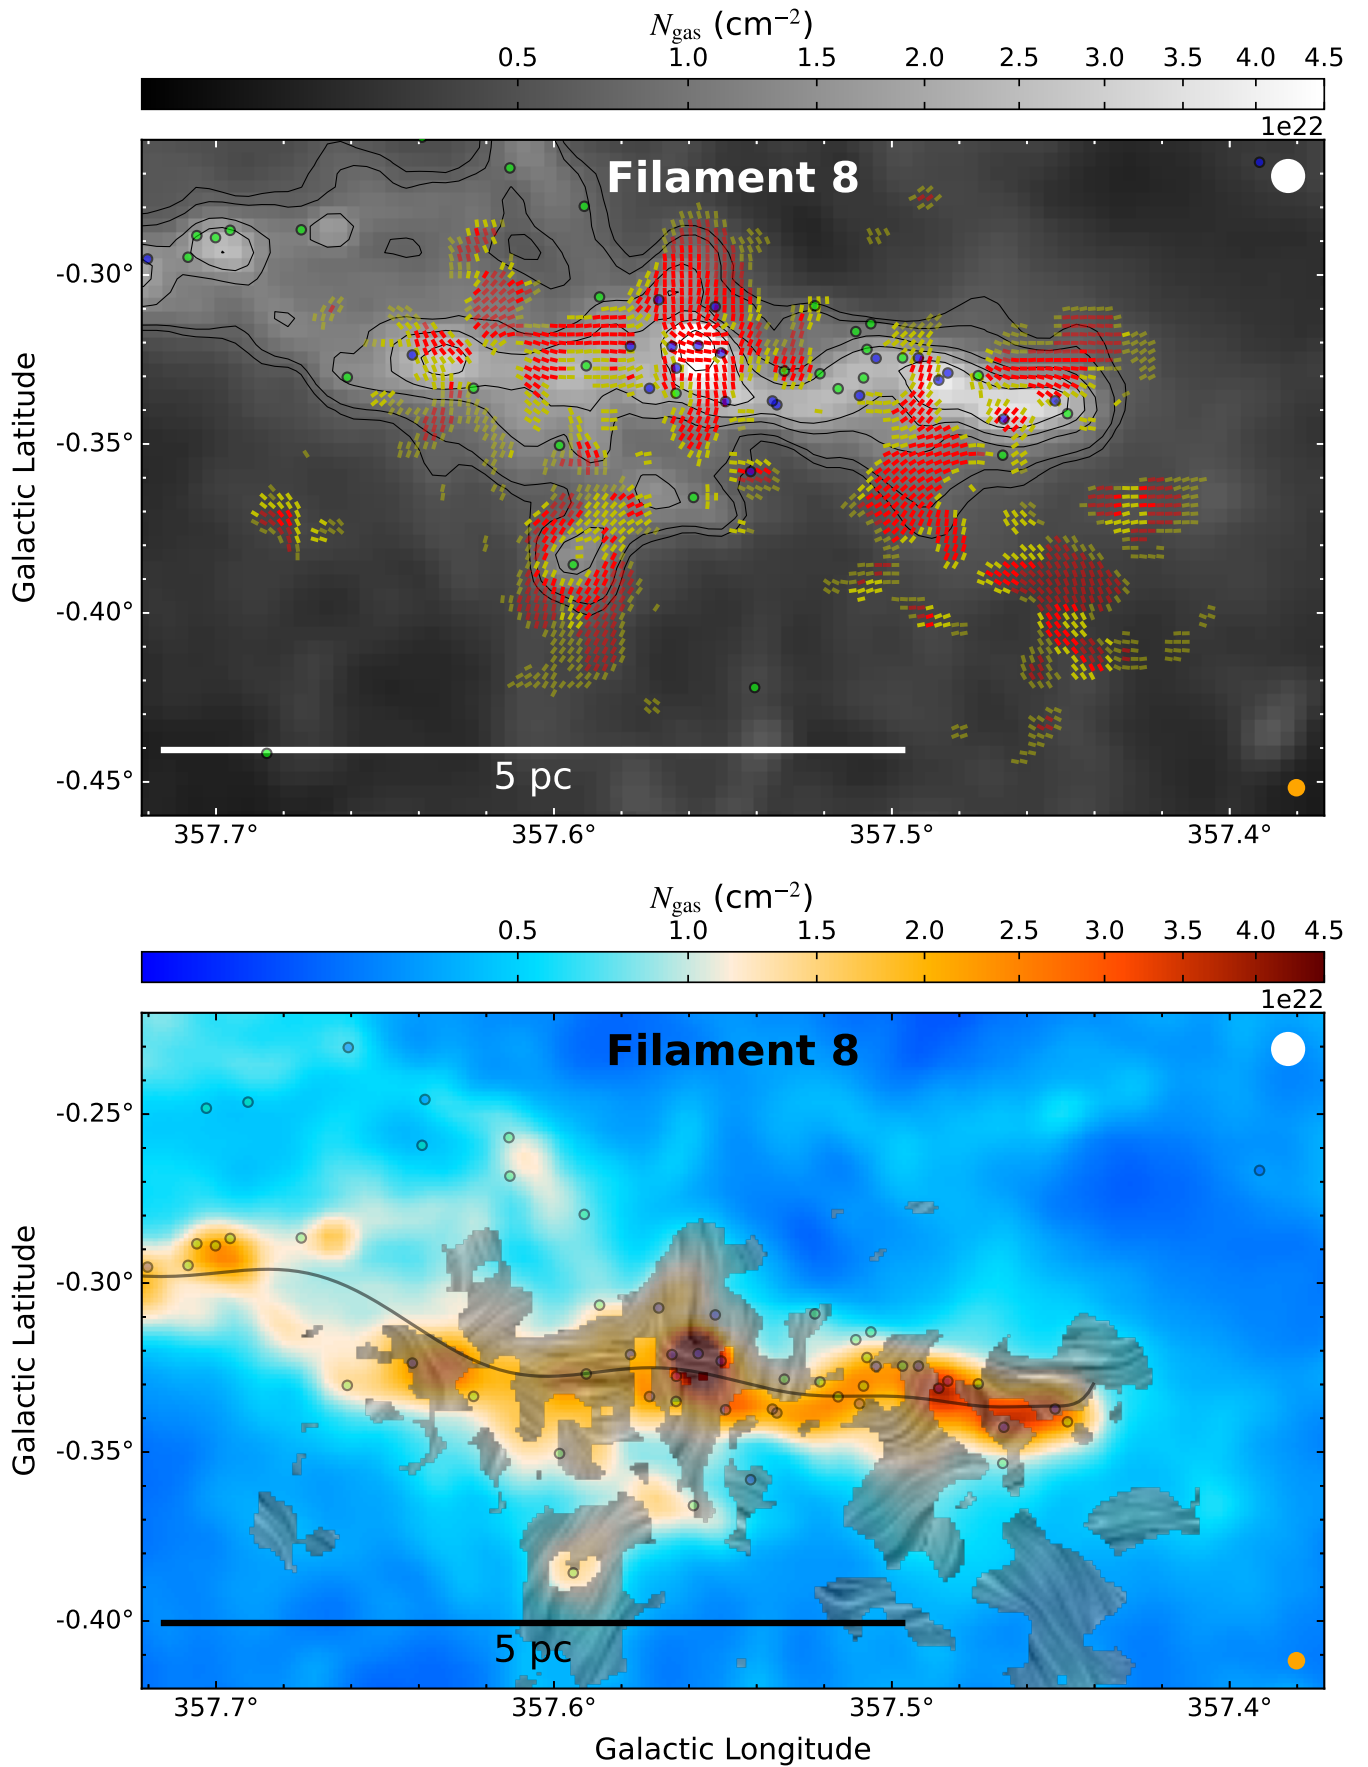 N_gas (cm⁻²)
0.5 1.0 1.5 2.0 2.5 3.0 3.5 4.0 4.5
1e22
Filament 8
-0.30°
-0.35°
-0.40°
-0.45°
Galactic Latitude
5 pc
357.7° 357.6° 357.5° 357.4°
N_gas (cm⁻²)
0.5 1.0 1.5 2.0 2.5 3.0 3.5 4.0 4.5
1e22
Filament 8
-0.25°
-0.30°
-0.35°
-0.40°
Galactic Latitude
5 pc
357.7° 357.6° 357.5° 357.4°
Galactic Longitude